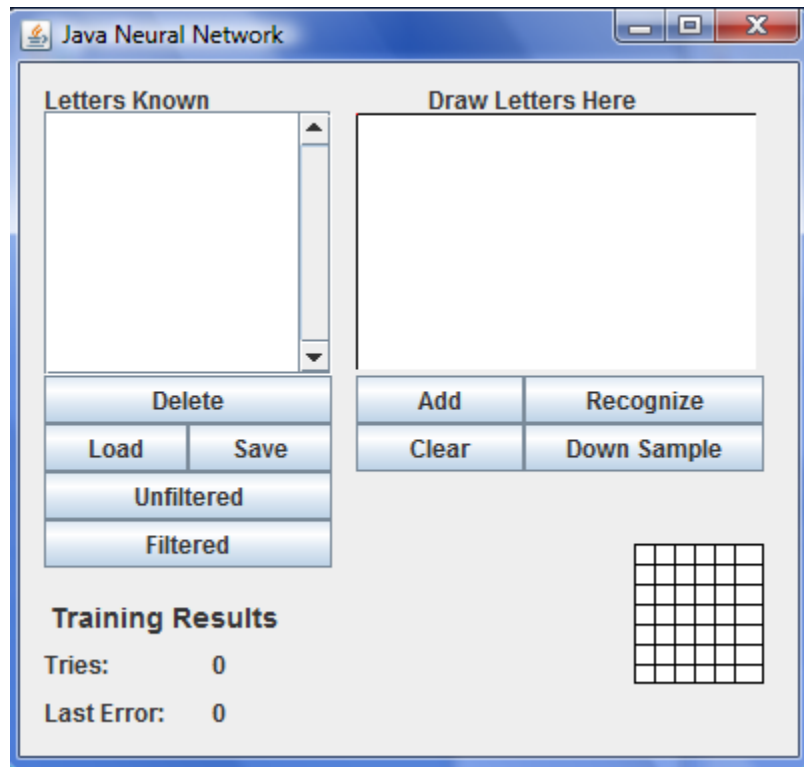 Java Neural Network
Letters Known
Draw Letters Here
Delete
Add
Recognize
Load
Save
Clear
Down Sample
Unfiltered
Filtered
Training Results
Tries: 0
Last Error: 0